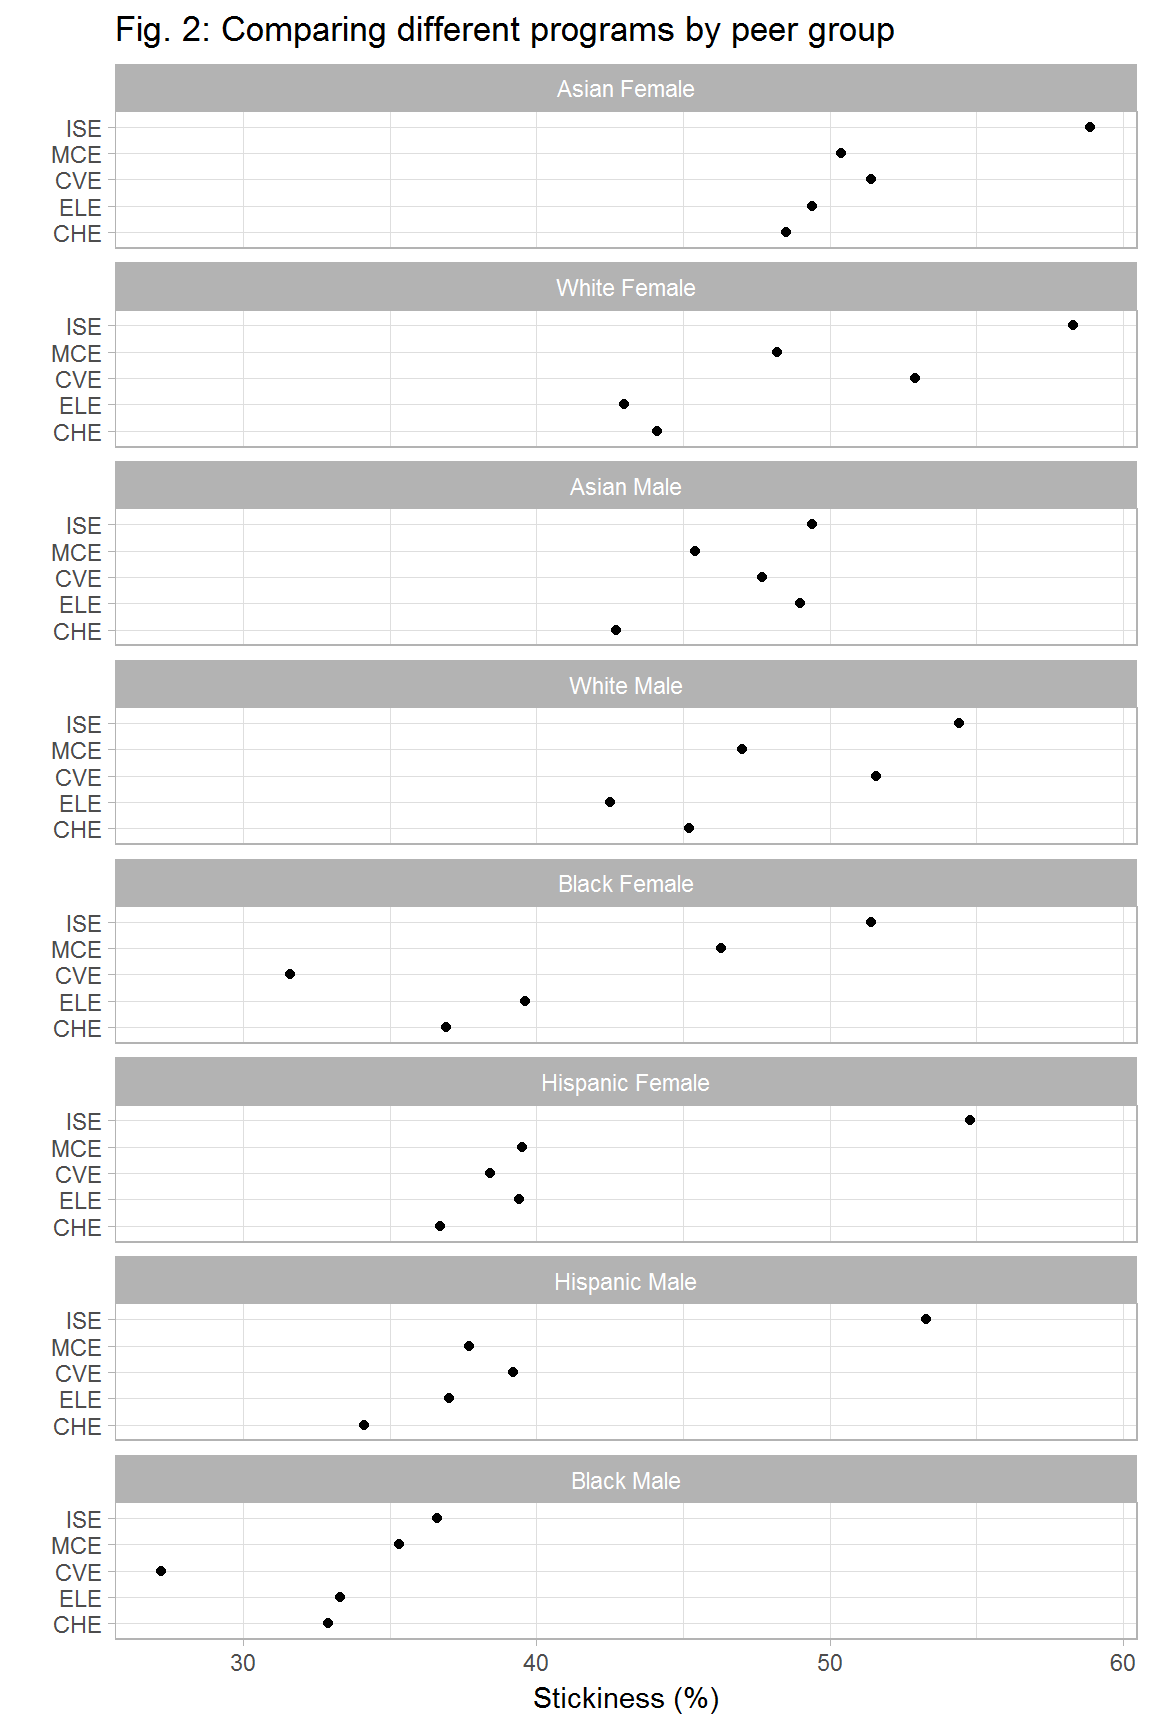 Fig. 2: Comparing different programs by peer group
Asian Female
ISE
MCE
CVE
ELE
CHE
White Female
ISE
MCE
CVE
ELE
CHE
Asian Male
ISE
MCE
CVE
ELE
CHE
White Male
ISE
MCE
CVE
ELE
CHE
Black Female
ISE
MCE
CVE
ELE
CHE
Hispanic Female
ISE
MCE
CVE
ELE
CHE
Hispanic Male
ISE
MCE
CVE
ELE
CHE
Black Male
ISE
MCE
CVE
ELE
CHE
30 40 50 60
Stickiness (%)